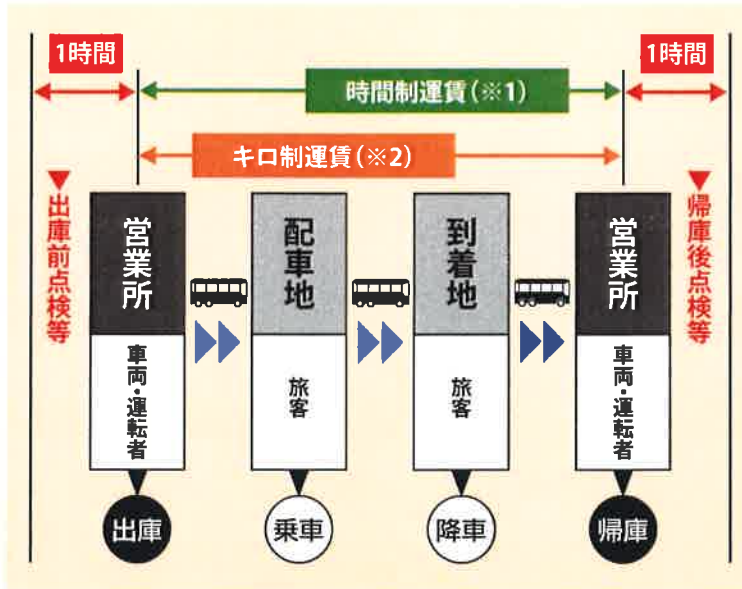 1時間
1時間
時間制運賃(※1)
キロ制運賃(※2)
▼出庫前点検等
営業所
配車地
到着地
営業所
▼帰庫後点検等
車両・運転者
旅客
旅客
車両・運転者
出庫
乗車
降車
帰庫